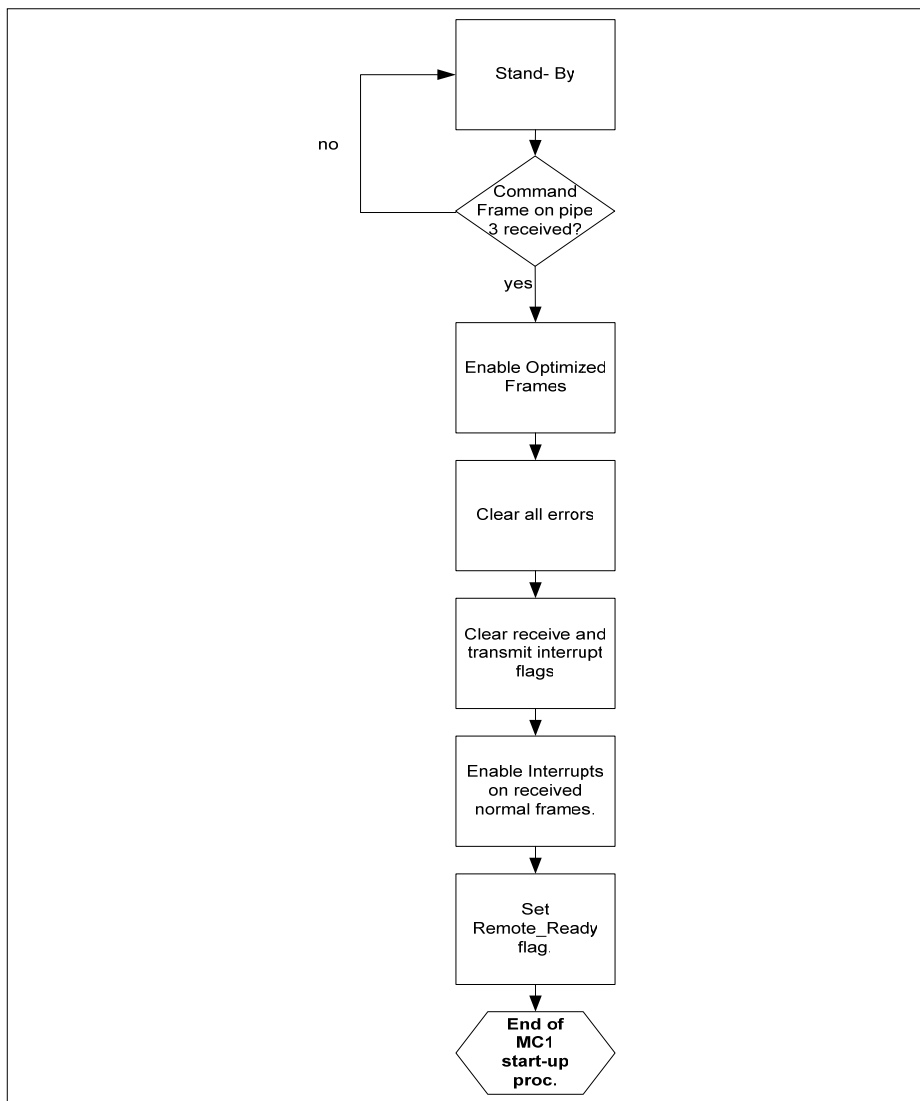 Stand- By
no
Command
Frame on pipe
3 received?
yes
Enable Optimized
Frames
Clear all errors
Clear receive and
transmit interrupt
flags
Enable Interrupts
on received
normal frames.
Set
Remote_Ready
flag.
End of
MC1
start-up
proc.